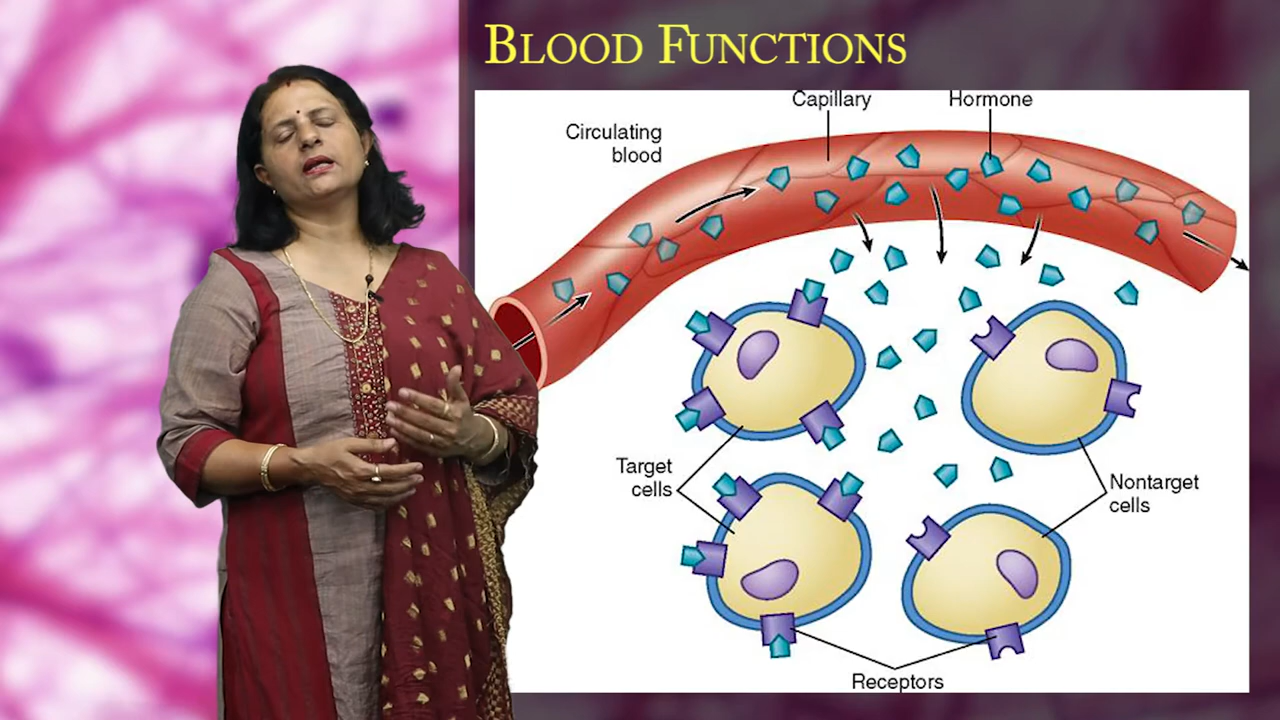 BLOOD FUNCTIONS
Capillary
Hormone
Circulating
blood
Target
cells
Nontarget
cells
Receptors